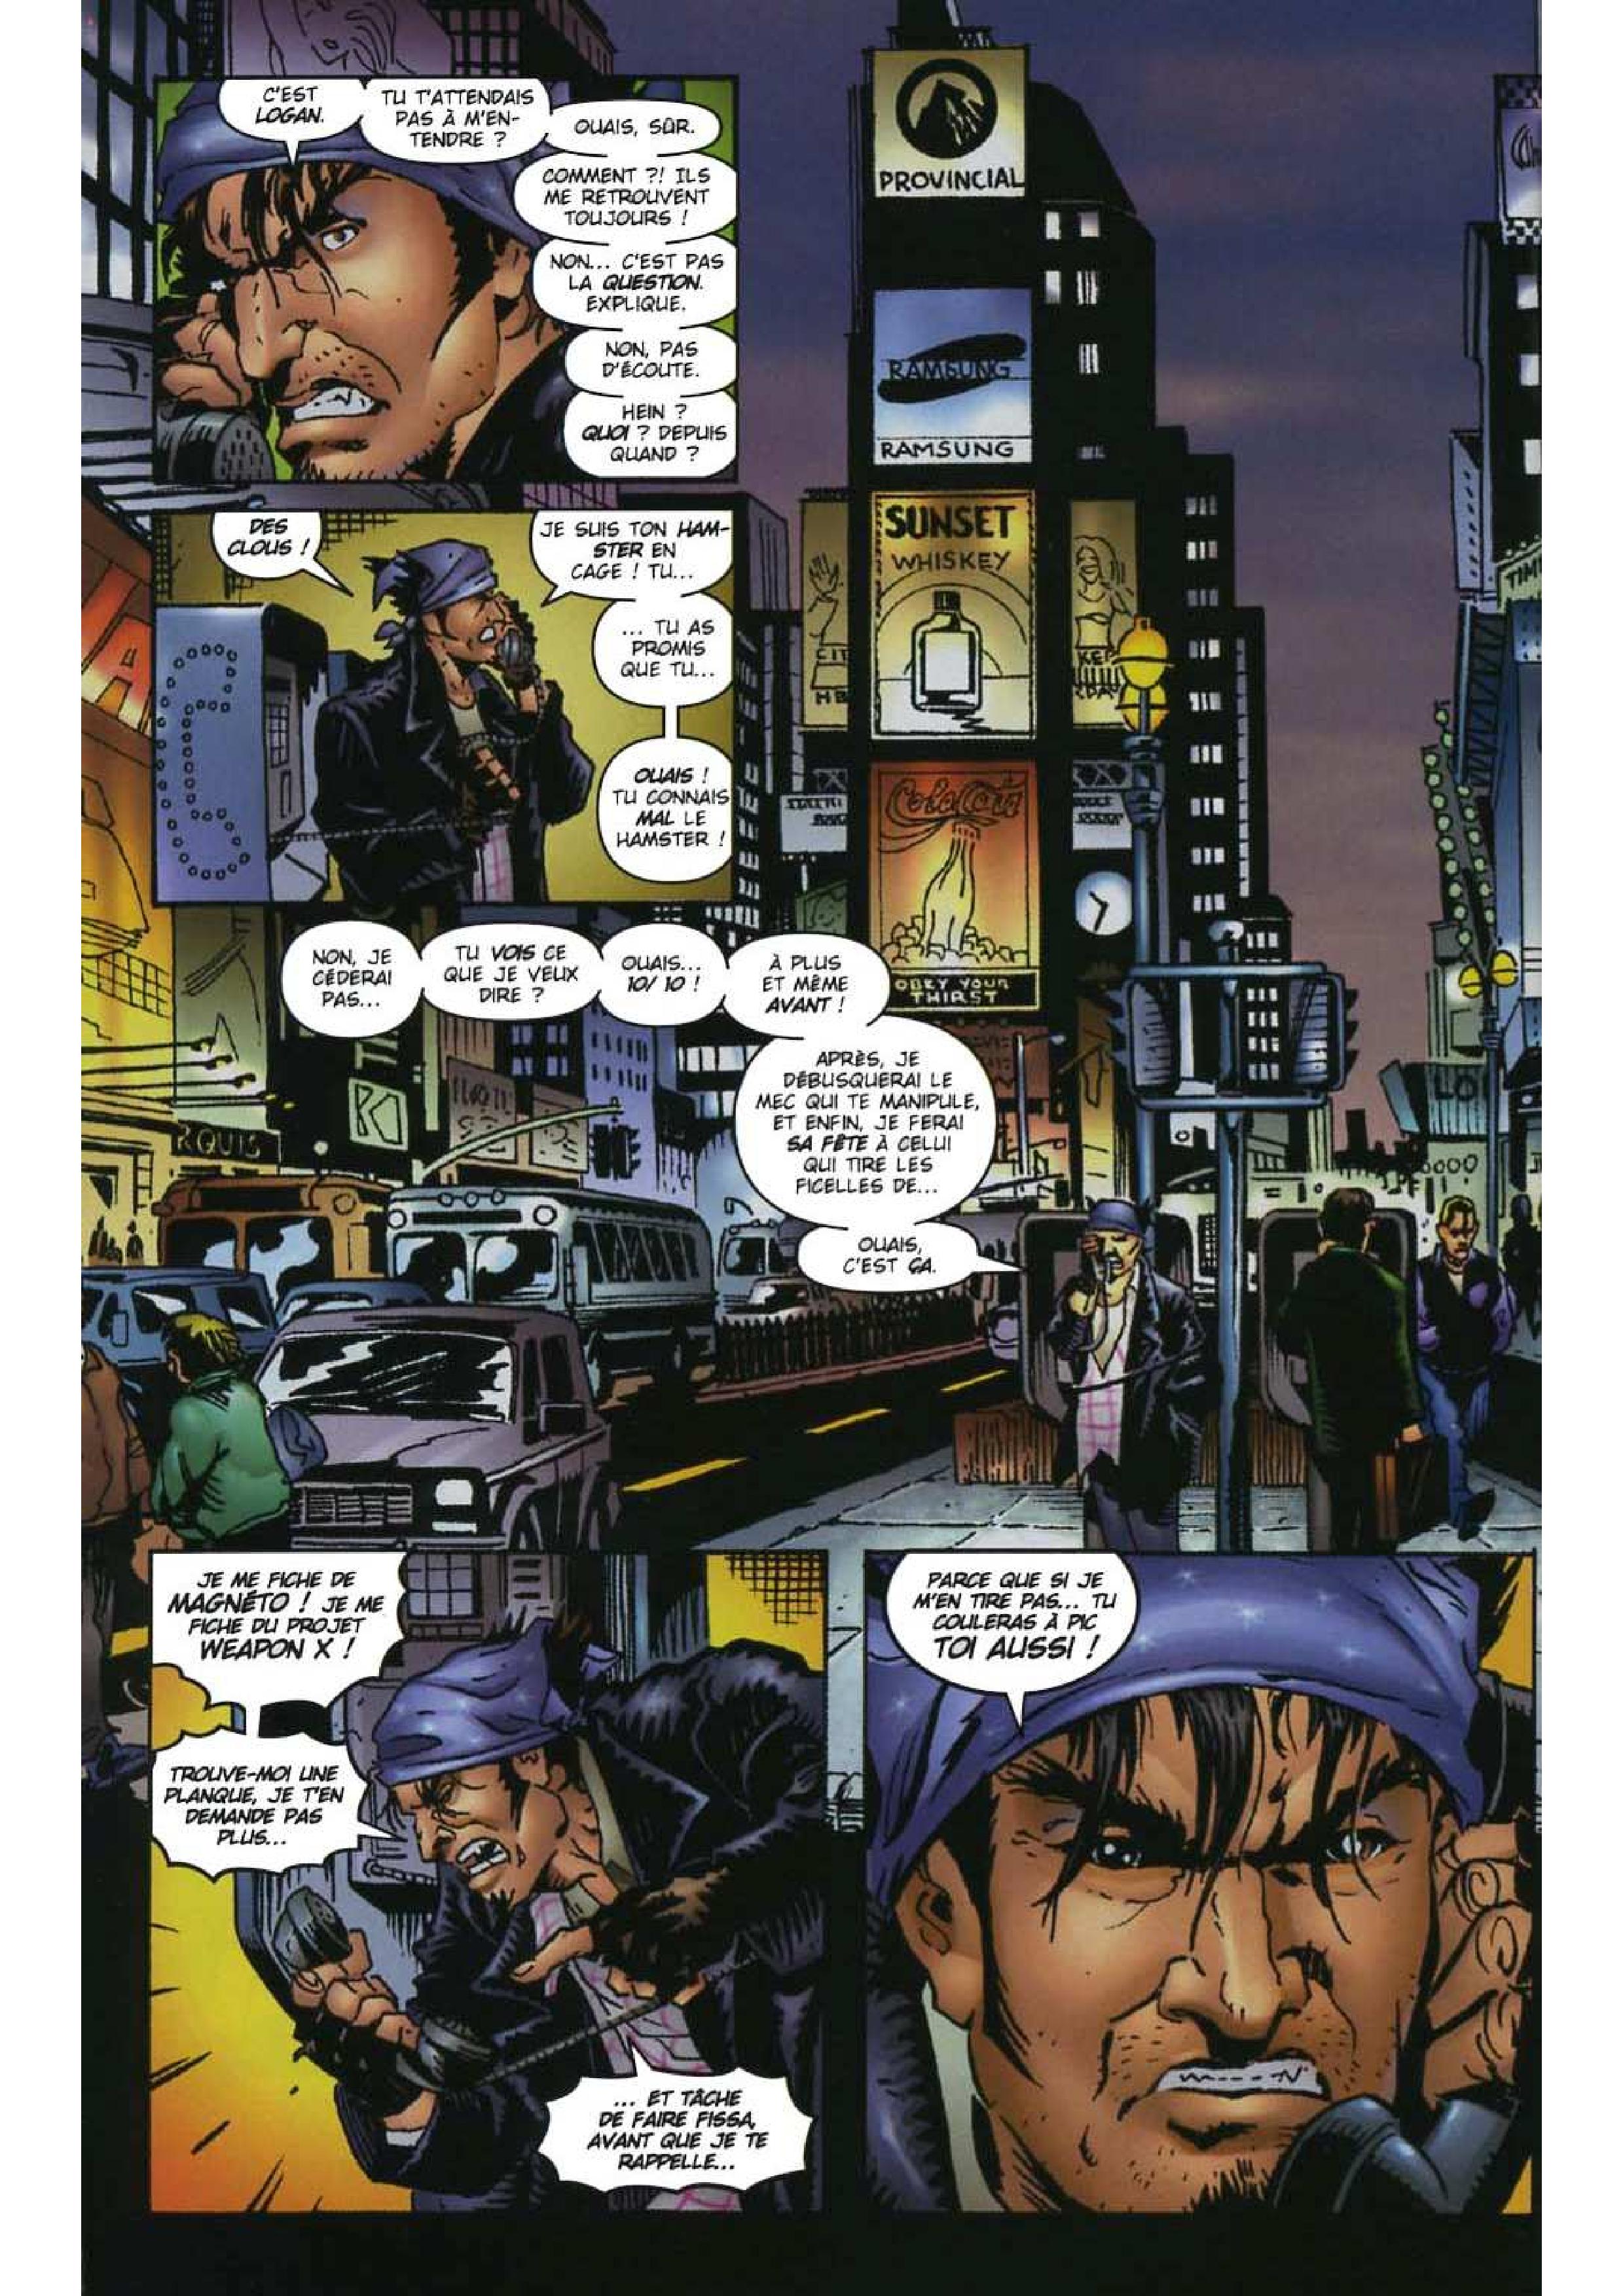 C'EST
LOGAN.
TU T'ATTENDAIS
PAS À M'EN-
TENDRE ?
OUAIS, SÛR.
COMMENT ?! ILS
ME RETROUVENT
TOUJOURS !
NON... C'EST PAS
LA QUESTION.
EXPLIQUE.
NON, PAS
D'ÉCOUTE.
HEIN ?
QUOI ? DEPUIS
QUAND ?
PROVINCIAL
RAMSUNG
RAMSUNG
SUNSET
WHISKEY
DES
CLOUS !
JE SUIS TON HAM-
STER EN
CAGE ! TU...
... TU AS
PROMIS
QUE TU...
OUAIS !
TU CONNAIS
MAL LE
HAMSTER !
HB
TIM
Cola Cati
OBEY YOUR
THIRST
NON, JE
CÉDERAI
PAS...
TU VOIS CE
QUE JE VEUX
DIRE ?
OUAIS...
10/ 10 !
À PLUS
ET MÊME
AVANT !
APRÈS, JE
DÉBUSQUERAI LE
MEC QUI TE MANIPULE,
ET ENFIN, JE FERAI
SA FÊTE À CELUI
QUI TIRE LES
FICELLES DE...
OUAIS,
C'EST ÇA.
ROUIS
LO
JE ME FICHE DE
MAGNÉTO ! JE ME
FICHE DU PROJET
WEAPON X !
TROUVE-MOI UNE
PLANQUE, JE T'EN
DEMANDE PAS
PLUS...
... ET TÂCHE
DE FAIRE FISSA,
AVANT QUE JE TE
RAPPELLE...
PARCE QUE SI JE
M'EN TIRE PAS... TU
COULERAS À PIC
TOI AUSSI !